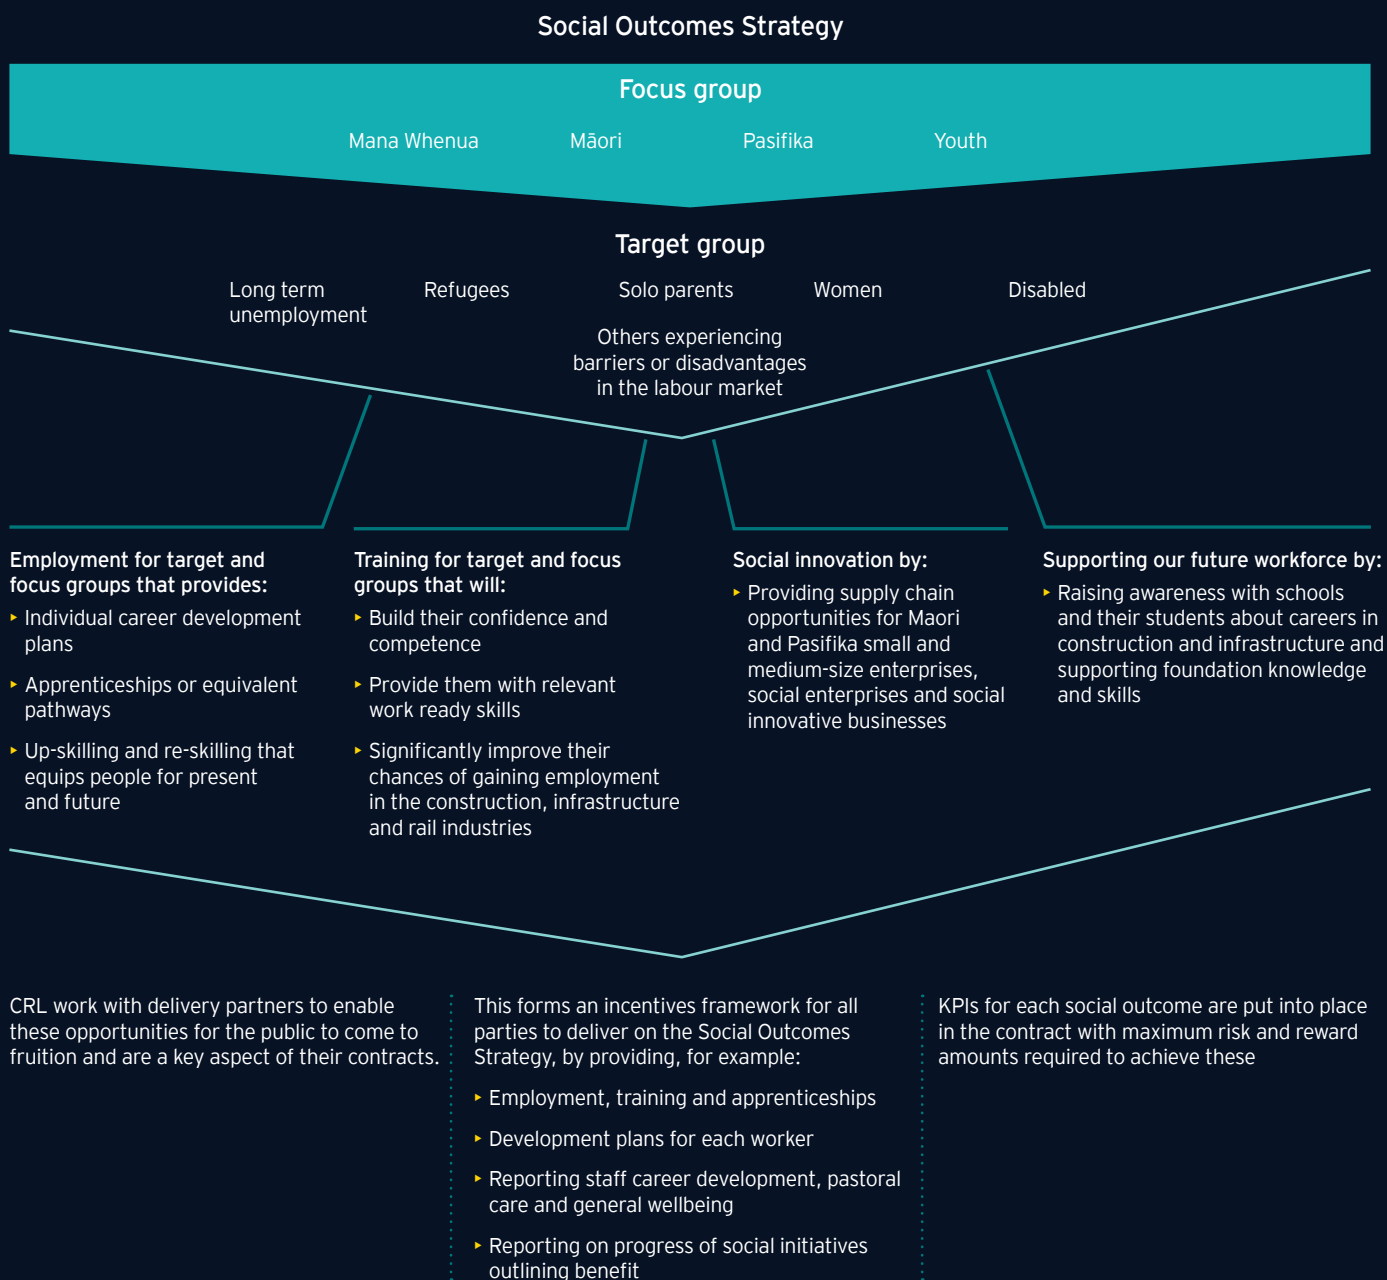 Social Outcomes Strategy
Focus group
Mana Whenua Māori Pasifika Youth
Target group
Long term
unemployment
Refugees
Solo parents
Women
Disabled
Others experiencing
barriers or disadvantages
in the labour market
Employment for target and
focus groups that provides:
▸ Individual career development
plans
▸ Apprenticeships or equivalent
pathways
▸ Up-skilling and re-skilling that
equips people for present
and future
Training for target and focus
groups that will:
▸ Build their confidence and
competence
▸ Provide them with relevant
work ready skills
▸ Significantly improve their
chances of gaining employment
in the construction, infrastructure
and rail industries
Social innovation by:
▸ Providing supply chain
opportunities for Maori
and Pasifika small and
medium-size enterprises,
social enterprises and social
innovative businesses
Supporting our future workforce by:
▸ Raising awareness with schools
and their students about careers in
construction and infrastructure and
supporting foundation knowledge
and skills
CRL work with delivery partners to enable
these opportunities for the public to come to
fruition and are a key aspect of their contracts.
This forms an incentives framework for all
parties to deliver on the Social Outcomes
Strategy, by providing, for example:
▸ Employment, training and apprenticeships
▸ Development plans for each worker
▸ Reporting staff career development, pastoral
care and general wellbeing
▸ Reporting on progress of social initiatives
outlining benefit
KPIs for each social outcome are put into place
in the contract with maximum risk and reward
amounts required to achieve these